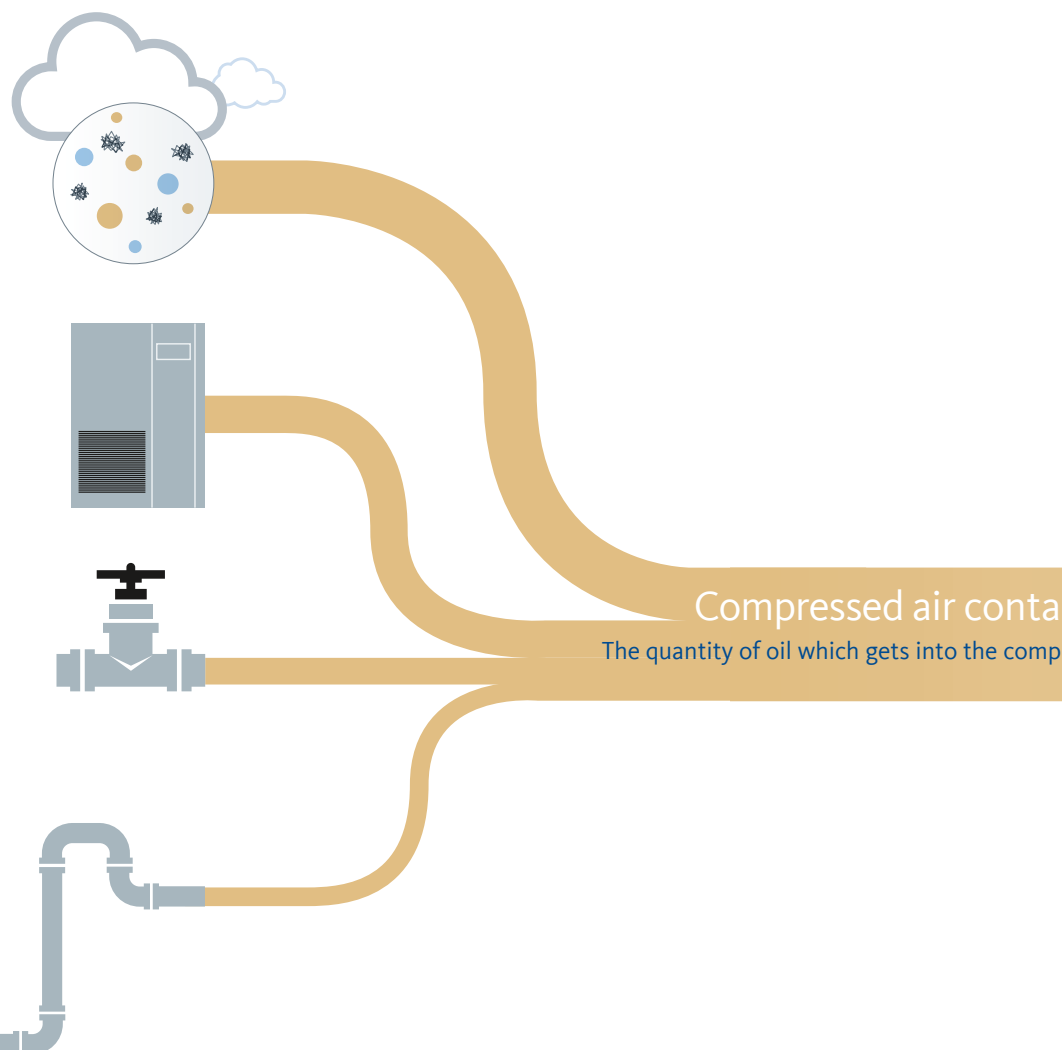 Compressed air conta
The quantity of oil which gets into the comp